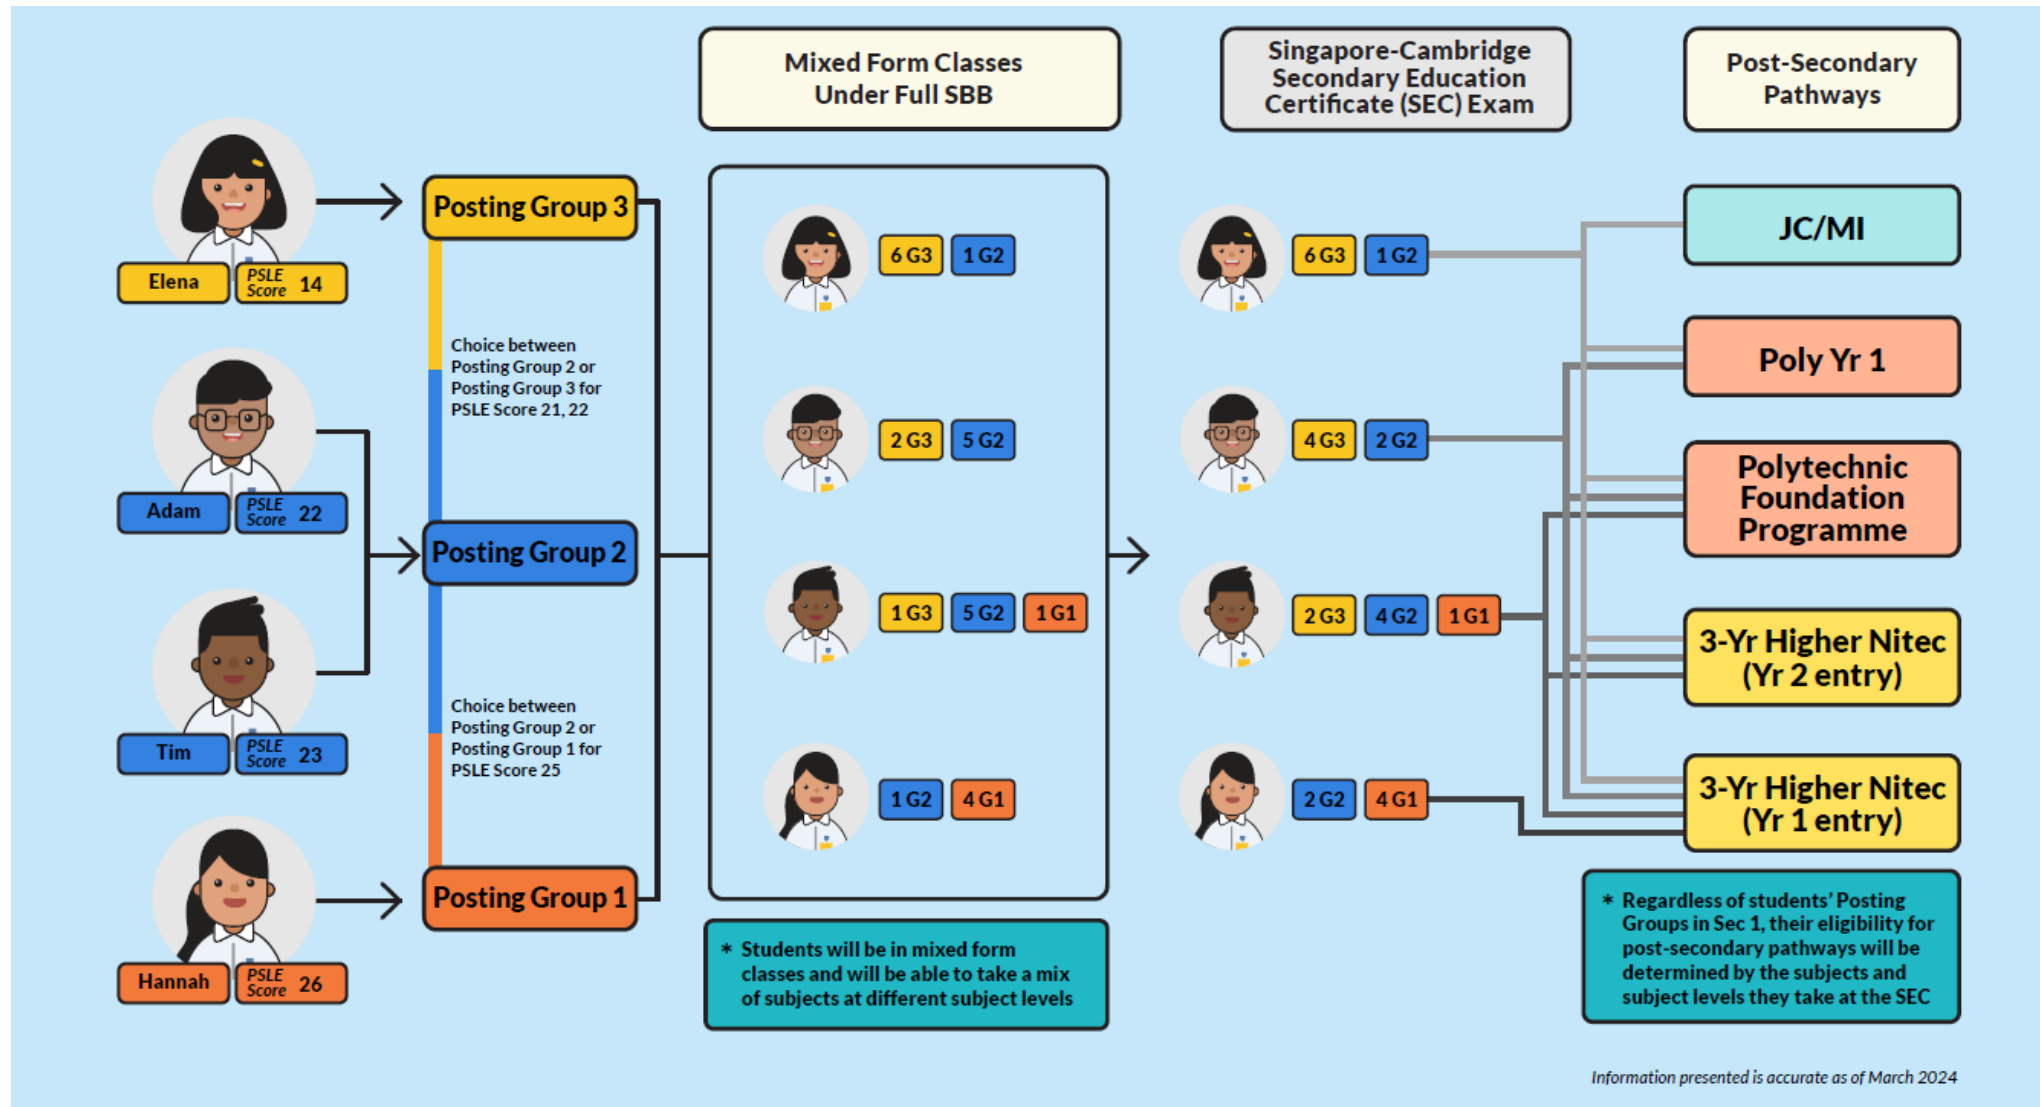 Mixed Form Classes
Under Full SBB
Singapore-Cambridge
Secondary Education
Certificate (SEC) Exam
Post-Secondary
Pathways
Elena
PSLE
Score 14
Adam
PSLE
Score 22
Tim
PSLE
Score 23
Hannah
PSLE
Score 26
Posting Group 3
Choice between
Posting Group 2 or
Posting Group 3 for
PSLE Score 21, 22
Posting Group 2
Choice between
Posting Group 2 or
Posting Group 1 for
PSLE Score 25
Posting Group 1
6 G3 1 G2
2 G3 5 G2
1 G3 5 G2 1 G1
1 G2 4 G1
* Students will be in mixed form
classes and will be able to take a mix
of subjects at different subject levels
6 G3 1 G2
4 G3 2 G2
2 G3 4 G2 1 G1
2 G2 4 G1
JC/MI
Poly Yr 1
Polytechnic
Foundation
Programme
3-Yr Higher Nitec
(Yr 2 entry)
3-Yr Higher Nitec
(Yr 1 entry)
* Regardless of students' Posting
Groups in Sec 1, their eligibility for
post-secondary pathways will be
determined by the subjects and
subject levels they take at the SEC
Information presented is accurate as of March 2024